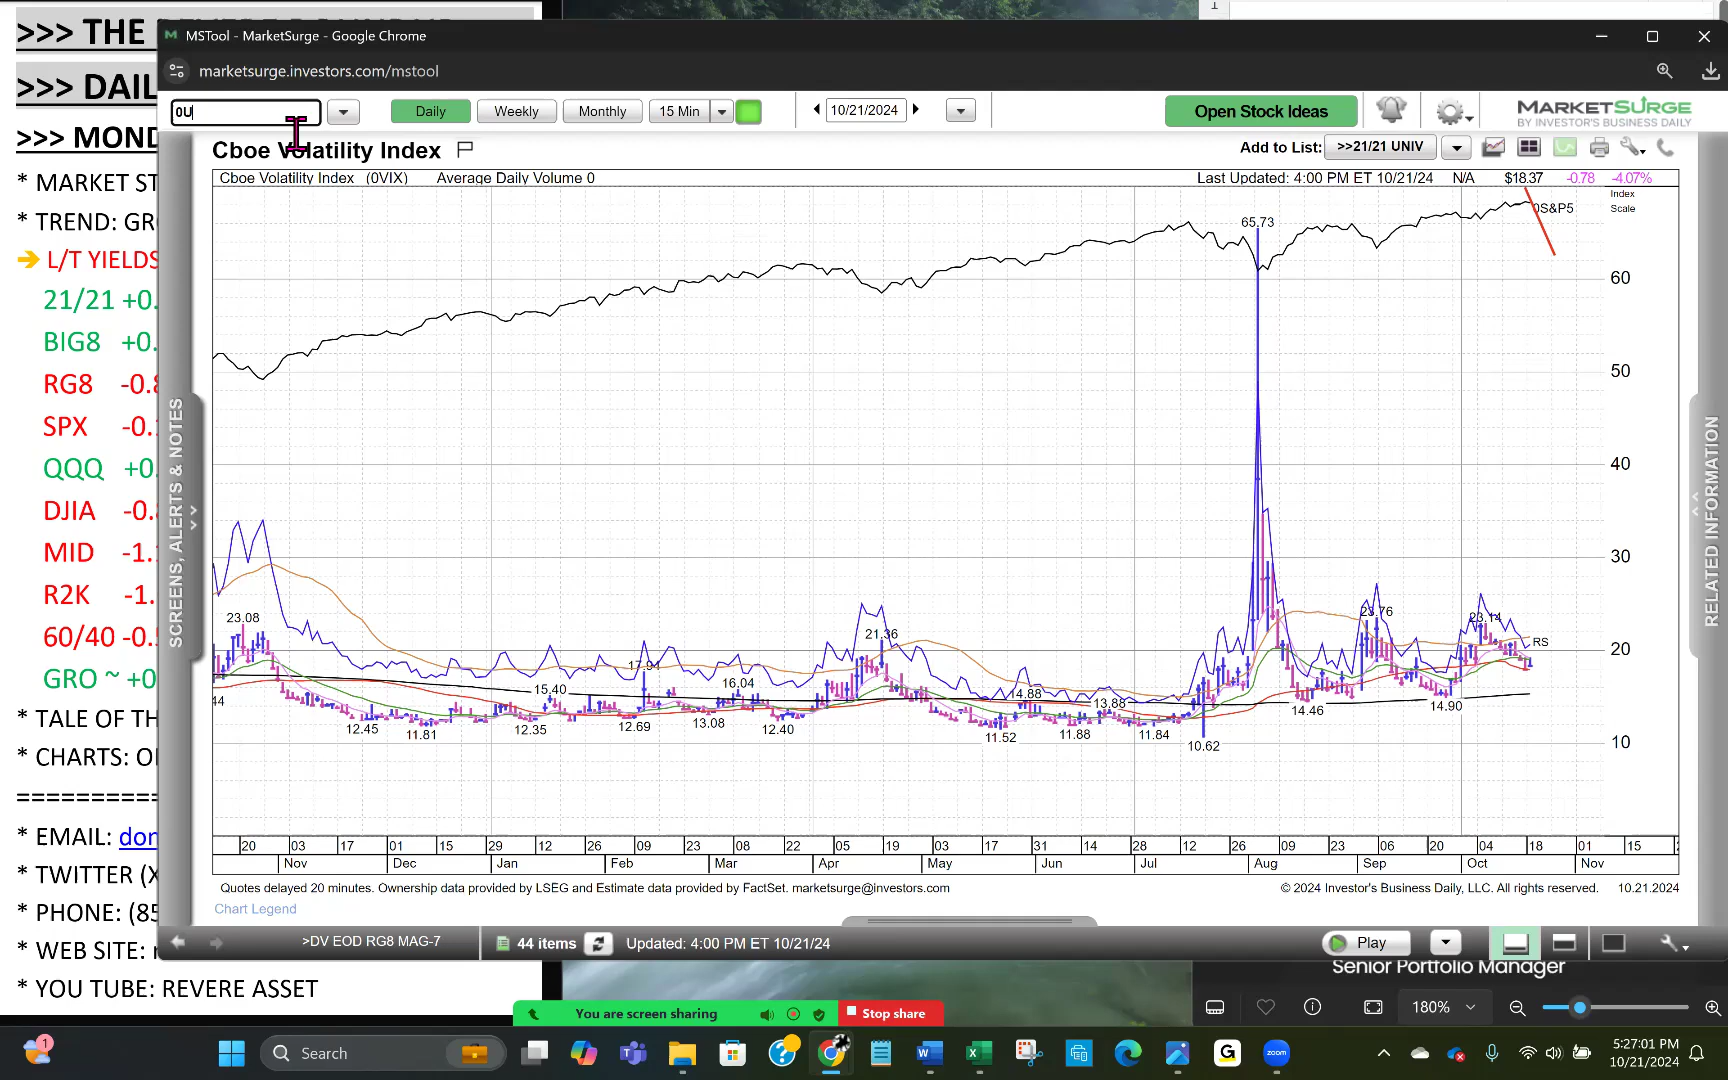 >>> THE
>>> DAIL
>>> MOND
* MARKET ST
* TREND: GR
L/T YIELDS
21/21 +0.
BIG8 +0.
RG8 -0.8
SPX -0.
QQQ +0.
DJIA -0.8
MID -1.
R2K -1.
60/40 -0.5
GRO ~ +0
* TALE OF TH
* CHARTS: O
============
* EMAIL: don
* TWITTER (X
* PHONE: (85
* WEB SITE: r
* YOU TUBE: REVERE ASSET
MSTool - MarketSurge - Google Chrome
marketsurge.investors.com/mstool
0U
Daily Weekly Monthly 15 Min 10/21/2024 Open Stock Ideas
MARKETSURGE
BY INVESTOR'S BUSINESS DAILY
Cboe Volatility Index
Add to List: >>21/21 UNIV
Cboe Volatility Index (0VIX) Average Daily Volume 0
Last Updated: 4:00 PM ET 10/21/24 N/A $18.37 -0.78 -4.07%
Index
Scale
0S&P5
65.73
60
50
40
30
20
10
RS
23.08
44
12.45
11.81
12.35
15.40
12.69
17.94
13.08
16.04
12.40
21.36
11.52
14.88
11.88
13.88
11.84
10.62
14.46
23.76
14.90
23.14
20 03 17 01 15 29 12 26 09 23 08 22 05 19 03 17 31 14 28 12 26 09 23 06 20 04 18 01 15 2
Nov Dec Jan Feb Mar Apr May Jun Jul Aug Sep Oct Nov
Quotes delayed 20 minutes. Ownership data provided by LSEG and Estimate data provided by FactSet. marketsurge@investors.com
© 2024 Investor's Business Daily, LLC. All rights reserved. 10.21.2024
Chart Legend
SCREENS, ALERTS & NOTES
RELATED INFORMATION
>DV EOD RG8 MAG-7
44 items
Updated: 4:00 PM ET 10/21/24
Play
Senior Portfolio Manager
You are screen sharing
Stop share
180%
1
Search
zoom
5:27:01 PM
10/21/2024